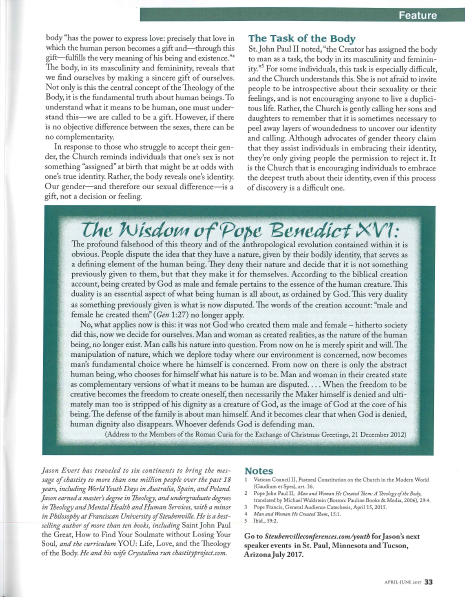 Feature
body "has the power to express love: precisely that love in
which the human person becomes a gift and—through this
gift—fulfills the very meaning of his being and existence."4
The body, in its masculinity and femininity, reveals that
we find ourselves by making a sincere gift of ourselves.
Not only is this the central concept of the Theology of the
Body, it is the fundamental truth about human beings. To
understand what it means to be human, one must under-
stand this—we are called to be a gift. However, if there
is no objective difference between the sexes, there can be
no complementarity.
In response to those who struggle to accept their gen-
der, the Church reminds individuals that one's sex is not
something "assigned" at birth that might be at odds with
one's true identity. Rather, the body reveals one's identity.
Our gender—and therefore our sexual difference—is a
gift, not a decision or feeling.
The Task of the Body
St. John Paul II noted, "the Creator has assigned the body
to man as a task, the body in its masculinity and feminin-
ity."5 For some individuals, this task is especially difficult,
and the Church understands this. She is not afraid to invite
people to be introspective about their sexuality or their
feelings, and is not encouraging anyone to live a duplici-
tous life. Rather, the Church is gently calling her sons and
daughters to remember that it is sometimes necessary to
peel away layers of woundedness to uncover our identity
and calling. Although advocates of gender theory claim
that they assist individuals in embracing their identity,
they're only giving people the permission to reject it. It
is the Church that is encouraging individuals to embrace
the deepest truth about their identity, even if this process
of discovery is a difficult one.
The Wisdom of Pope Benedict XVI:
The profound falsehood of this theory and of the anthropological revolution contained within it is
obvious. People dispute the idea that they have a nature, given by their bodily identity, that serves as
a defining element of the human being. They deny their nature and decide that it is not something
previously given to them, but that they make it for themselves. According to the biblical creation
account, being created by God as male and female pertains to the essence of the human creature. This
duality is an essential aspect of what being human is all about, as ordained by God. This very duality
as something previously given is what is now disputed. The words of the creation account: "male and
female he created them" (Gen 1:27) no longer apply.
No, what applies now is this: it was not God who created them male and female – hitherto society
did this, now we decide for ourselves. Man and woman as created realities, as the nature of the human
being, no longer exist. Man calls his nature into question. From now on he is merely spirit and will. The
manipulation of nature, which we deplore today where our environment is concerned, now becomes
man's fundamental choice where he himself is concerned. From now on there is only the abstract
human being, who chooses for himself what his nature is to be. Man and woman in their created state
as complementary versions of what it means to be human are disputed. . . . When the freedom to be
creative becomes the freedom to create oneself, then necessarily the Maker himself is denied and ulti-
mately man too is stripped of his dignity as a creature of God, as the image of God at the core of his
being. The defense of the family is about man himself. And it becomes clear that when God is denied,
human dignity also disappears. Whoever defends God is defending man.
(Address to the Members of the Roman Curia for the Exchange of Christmas Greetings, 21 December 2012)
Jason Evert has traveled to six continents to bring the mes-
sage of chastity to more than one million people over the past 18
years, including World Youth Days in Australia, Spain, and Poland.
Jason earned a master's degree in Theology, and undergraduate degrees
in Theology and Mental Health and Human Services, with a minor
in Philosophy at Franciscan University of Steubenville. He is a best-
selling author of more than ten books, including Saint John Paul
the Great, How to Find Your Soulmate without Losing Your
Soul, and the curriculum YOU: Life, Love, and the Theology
of the Body. He and his wife Crystalina run chastityproject.com.
Notes
1 Vatican Council II, Pastoral Constitution on the Church in the Modern World
(Gaudium et Spes), art. 16.
2 Pope John Paul II, Man and Woman He Created Them: A Theology of the Body,
translated by Michael Waldstein (Boston: Pauline Books & Media, 2006), 29.4.
3 Pope Francis, General Audience Catechesis, April 15, 2015.
4 Man and Woman He Created Them, 15:1.
5 Ibid., 59:2.
Go to Steubenvilleconferences.com/youth for Jason's next
speaker events in St. Paul, Minnesota and Tucson,
Arizona July 2017.
APRIL-JUNE 2017 33